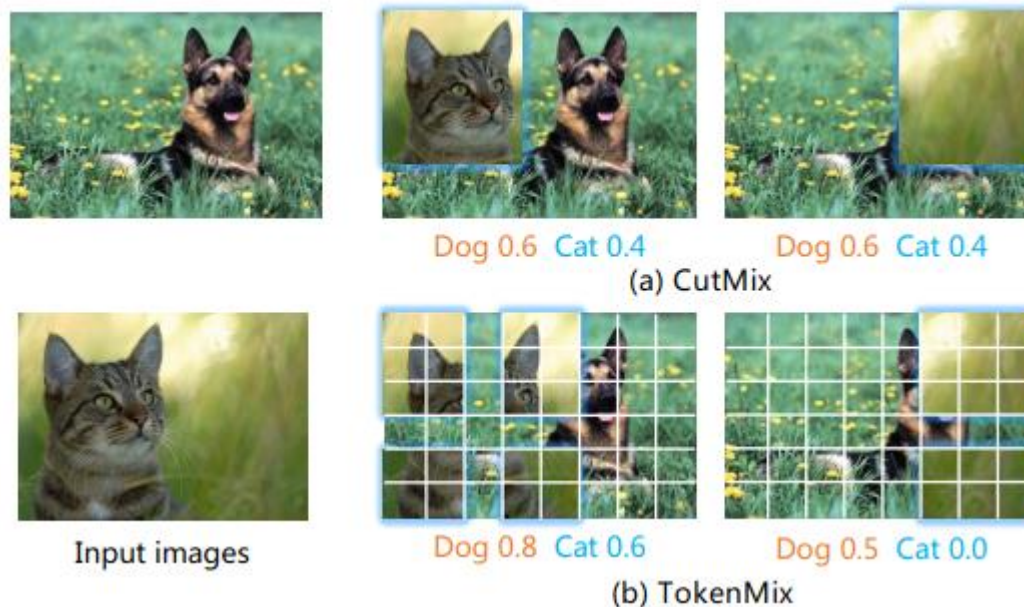 Dog 0.6 Cat 0.4
Dog 0.6 Cat 0.4
(a) CutMix
Input images
Dog 0.8 Cat 0.6
Dog 0.5 Cat 0.0
(b) TokenMix